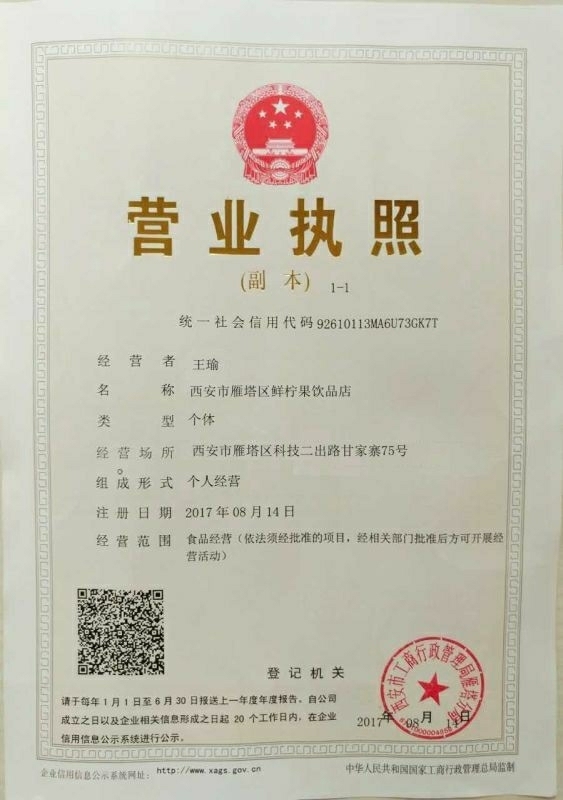 营业执照
(副 本) 1-1
统一社会信用代码 92610113MA6U73GK7T
经营者 王瑜
名称 西安市雁塔区鲜柠果饮品店
类型 个体
经营场所 西安市雁塔区科技二出路甘家寨75号
组成形式 个人经营
注册日期 2017年08月14日
经营范围 食品经营（依法须经批准的项目，经相关部门批准后方可开展经
营活动）
登记机关
西安市工商行政管理局雁塔分局
请于每年1月1日至6月30日报送上一年度年度报告。自公
司成立之日以及企业相关信息形成之日起 20 个工作日内，在企业
信用信息公示系统进行公示。
2017年 08月 14日
企业信用信息公示系统网址： http://www.xags.gov.cn
中华人民共和国国家工商行政管理总局监制